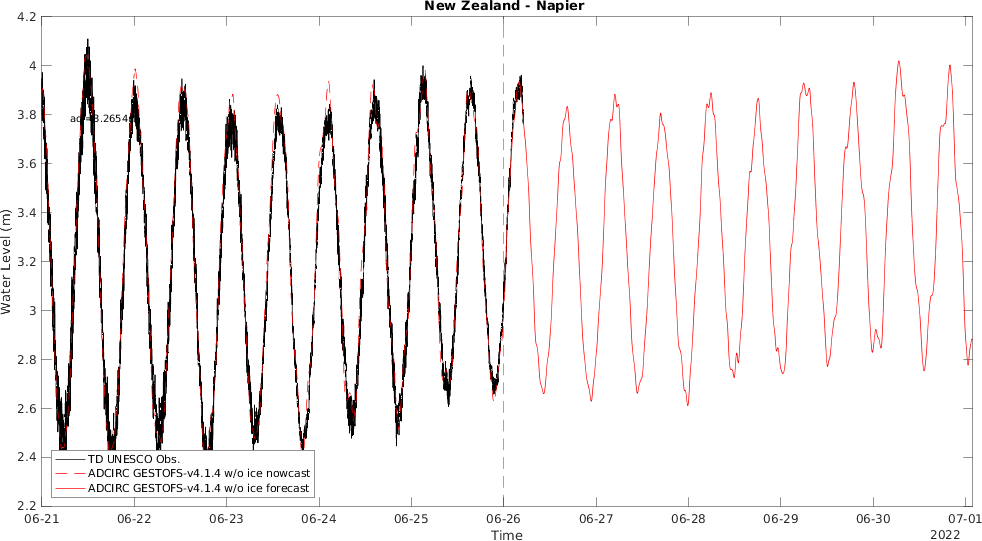 New Zealand - Napier
4.2
4
3.8
3.6
3.4
3.2
3
2.8
2.6
2.4
2.2
Water Level (m)
TD UNESCO Obs.
ADCIRC GESTOFS-v4.1.4 w/o ice nowcast
ADCIRC GESTOFS-v4.1.4 w/o ice forecast
06-21 06-22 06-23 06-24 06-25 06-26 06-27 06-28 06-29 06-30 07-01
Time
2022